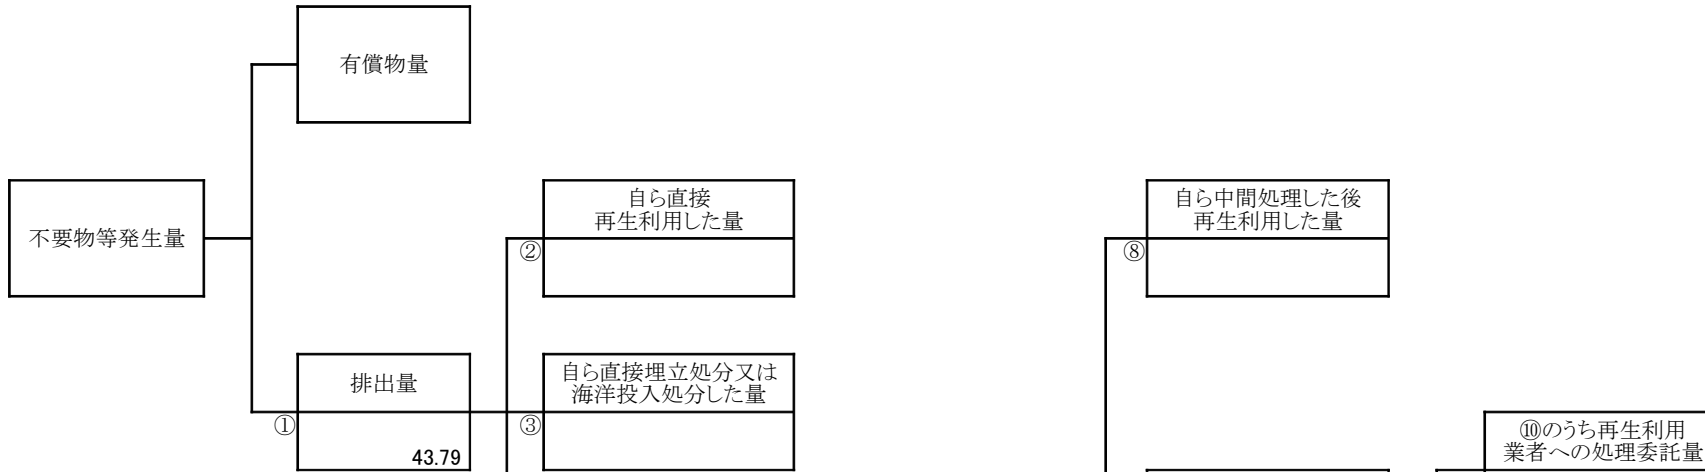 有償物量
不要物等発生量
自ら直接
再生利用した量
②
自ら中間処理した後
再生利用した量
⑧
排出量
①
43.79
自ら直接埋立処分又は
海洋投入処分した量
③
⑩のうち再生利用
業者への処理委託量